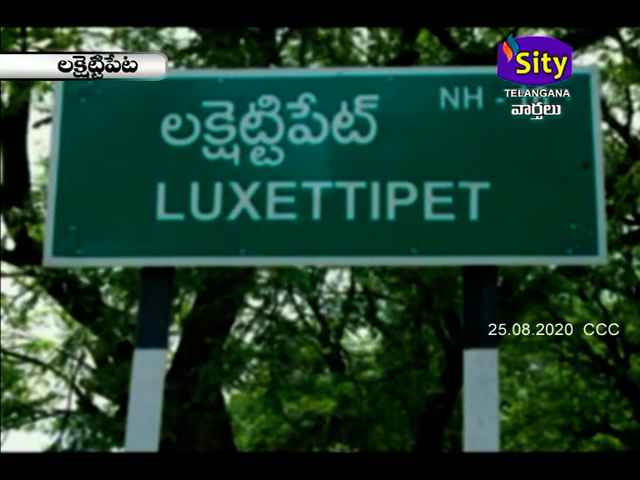 లక్షెట్టిపేట
Sity
TELANGANA
వార్తలు
NH -
లక్షెట్టిపేట్
LUXETTIPET
25.08.2020 CCC